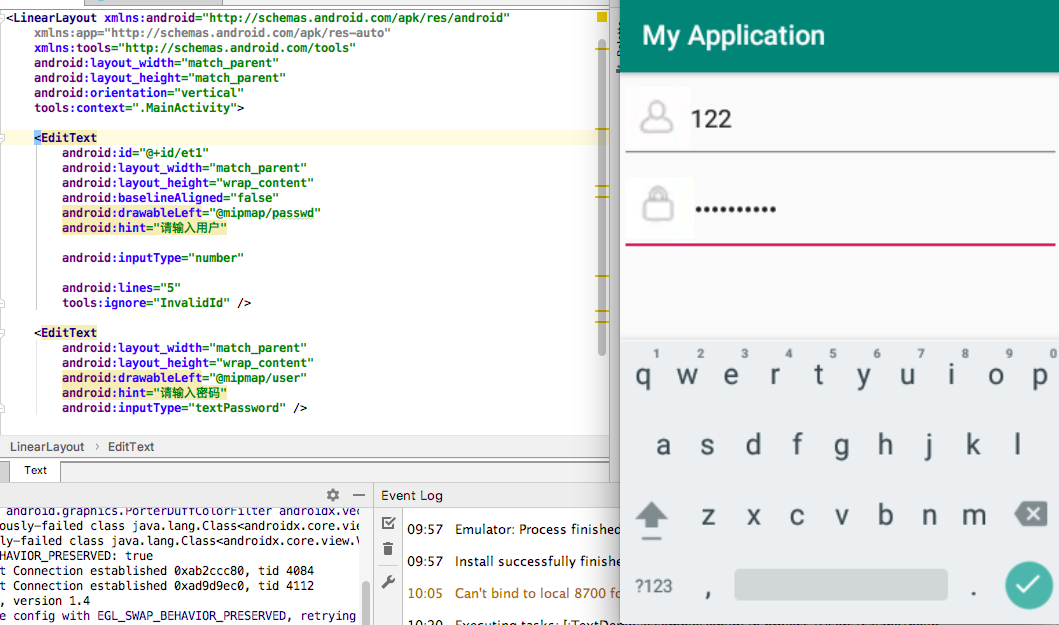 <LinearLayout xmlns:android="http://schemas.android.com/apk/res/android"
xmlns:app="http://schemas.android.com/apk/res-auto"
xmlns:tools="http://schemas.android.com/tools"
android:layout_width="match_parent"
android:layout_height="match_parent"
android:orientation="vertical"
tools:context=".MainActivity">
<EditText
android:id="@+id/et1"
android:layout_width="match_parent"
android:layout_height="wrap_content"
android:baselineAligned="false"
android:drawableLeft="@mipmap/passwd"
android:hint="请输入用户"
android:inputType="number"
android:lines="5"
tools:ignore="InvalidId" />
<EditText
android:layout_width="match_parent"
android:layout_height="wrap_content"
android:drawableLeft="@mipmap/user"
android:hint="请输入密码"
android:inputType="textPassword" />
LinearLayout › EditText
Text
android.graphics.PorterDuffColorFilter androidx.vec
ously-failed class java.lang.Class<androidx.core.vie
ly-failed class java.lang.Class<androidx.core.view.
HAVIOR_PRESERVED: true
t Connection established 0xab2ccc80, tid 4084
t Connection established 0xad9d9ec0, tid 4112
, version 1.4
e config with EGL_SWAP_BEHAVIOR_PRESERVED, retrying
Event Log
09:57 Emulator: Process finished
09:57 Install successfully finishe
10:05 Can't bind to local 8700 fo
10:20 Executing tasks:
My Application
122
••••••••••
1 2 3 4 5 6 7 8 9 0
q w e r t y u i o p
a s d f g h j k l
z x c v b n m
?123 , .